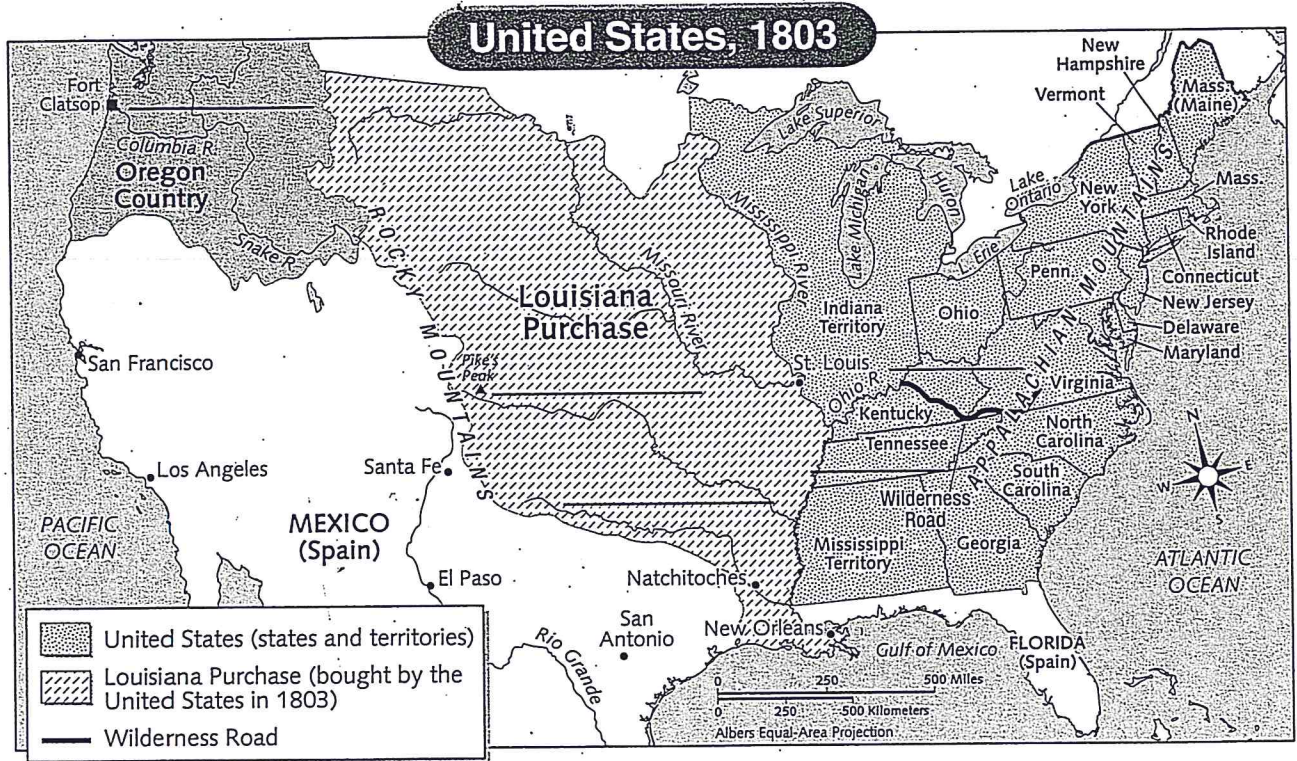 United States, 1803
New
Hampshire
Vermont
Mass.
(Maine)
Fort
Clatsop
Columbia R.
Oregon
Country
Snake R.
ROCKY MOUNTAINS
Lake Superior
Lake Michigan
Huron
Lake
Ontario
L. Erie
New
York
Mass.
Rhode
Island
Connecticut
New Jersey
Delaware
Maryland
Penn.
Ohio
Indiana
Territory
Mississippi River
Missouri River
Louisiana
Purchase
Pike's
Peak
St. Louis
Ohio R.
Kentucky
Virginia
APPALACHIAN MOUNTAINS
Tennessee
North
Carolina
South
Carolina
Wilderness
Road
Mississippi
Territory
Georgia
San Francisco
Los Angeles
Santa Fe
MEXICO
(Spain)
El Paso
PACIFIC
OCEAN
ATLANTIC
OCEAN
N
E
W
S
Natchitoches
San
Antonio
New Orleans
Rio Grande
Gulf of Mexico
FLORIDA
(Spain)
0 250 500 Miles
0 250 500 Kilometers
Albers Equal-Area Projection
United States (states and territories)
Louisiana Purchase (bought by the
United States in 1803)
Wilderness Road